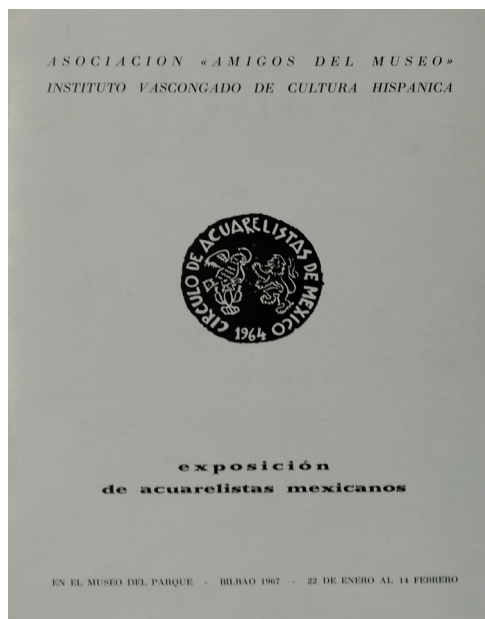 ASOCIACION «AMIGOS DEL MUSEO»
INSTITUTO VASCONGADO DE CULTURA HISPANICA
CIRCULO DE ACUARELISTAS DE MEXICO
1964
exposición
de acuarelistas mexicanos
EN EL MUSEO DEL PARQUE - BILBAO 1967 - 22 DE ENERO AL 14 FEBRERO